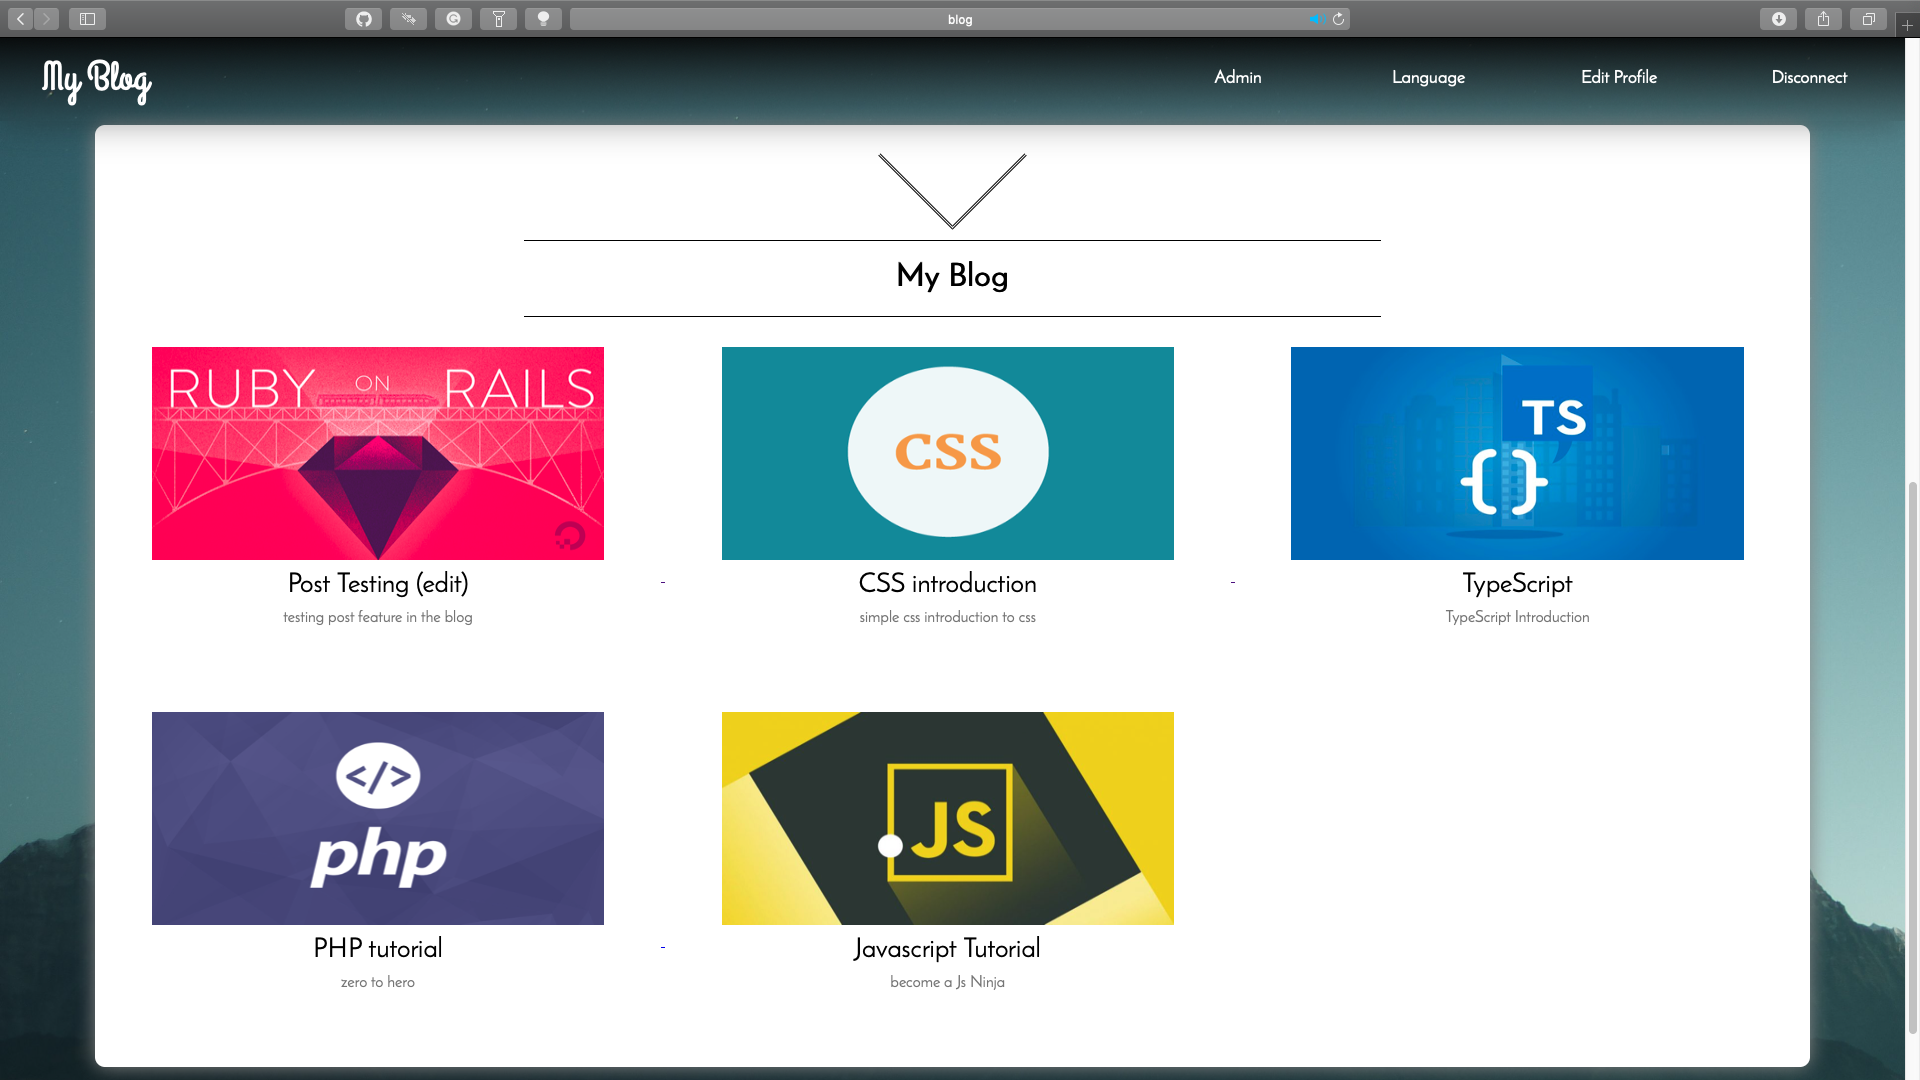 blog
My Blog
Admin
Language
Edit Profile
Disconnect
My Blog
RUBY ON RAILS
CSS
TS
{}
Post Testing (edit)
-
CSS introduction
-
TypeScript
testing post feature in the blog
simple css introduction to css
TypeScript Introduction
</>
php
JS
PHP tutorial
-
Javascript Tutorial
zero to hero
become a Js Ninja